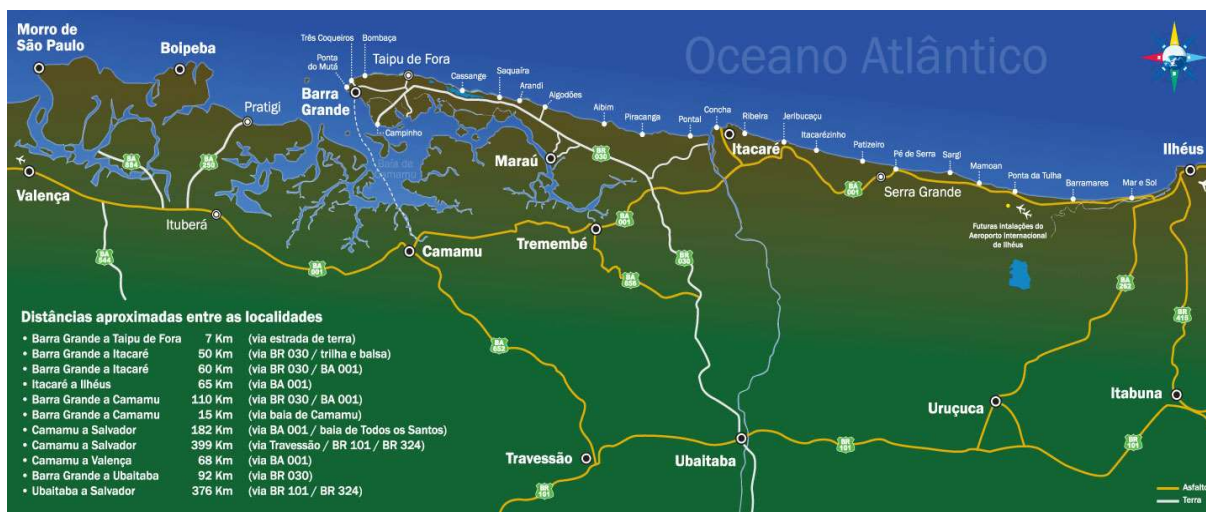 Oceano Atlântico
Morro de
São Paulo
Boipeba
Três Coqueiros
Bombaça
Ponta
do Mutá
Taipu de Fora
Barra
Grande
Cassange
Saquaíra
Arandi
Algodões
Pratigi
Campinho
Aibim
Piracanga
Pontal
Concha
Ribeira
Jeribucaçu
Itacaré
Itacarézinho
Patizeiro
Pé de Serra
Sargi
Mamoan
Ponta da Tulha
Barramares
Mar e Sol
Ilhéus
Baía de
Camamu
Maraú
BR
030
BA
001
Serra Grande
Valença
BA
250
Ituberá
BA
001
Tremembé
Futuras intalações do
Aeroporto Internacional
de Ilhéus
Camamu
BA
001
BR
030
BA
262
BR
415
BA
652
Distâncias aproximadas entre as localidades
• Barra Grande a Taipu de Fora 7 Km (via estrada de terra)
• Barra Grande a Itacaré 50 Km (via BR 030 / trilha e balsa)
• Barra Grande a Itacaré 60 Km (via BR 030 / BA 001)
• Itacaré a Ilhéus 65 Km (via BA 001)
• Barra Grande a Camamu 110 Km (via BR 030 / BA 001)
• Barra Grande a Camamu 15 Km (via baia de Camamu)
• Camamu a Salvador 182 Km (via BA 001 / baia de Todos os Santos)
• Camamu a Salvador 399 Km (via Travessão / BR 101 / BR 324)
• Camamu a Valença 68 Km (via BA 001)
• Barra Grande a Ubaitaba 92 Km (via BR 030)
• Ubaitaba a Salvador 376 Km (via BR 101 / BR 324)
Uruçuca
Itabuna
Travessão
Ubaitaba
BR
101
BR
101
BR
101
Asfalto
Terra